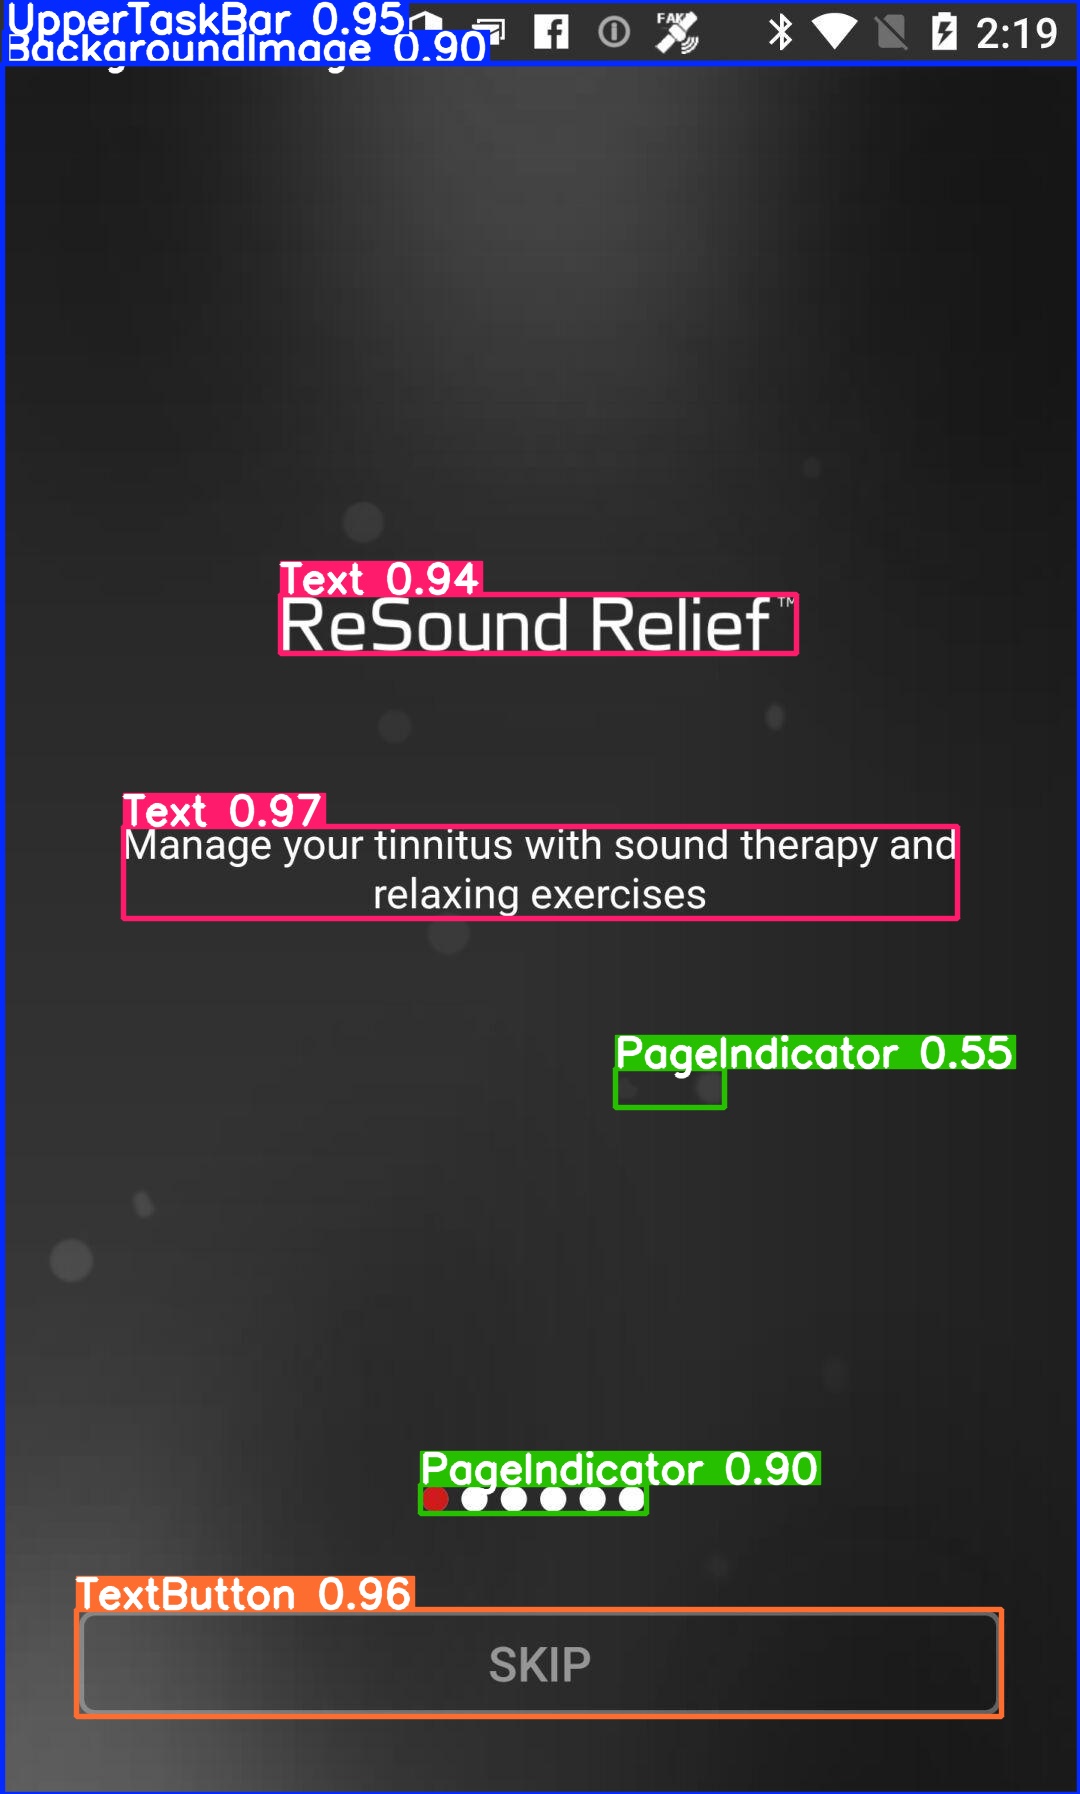 UpperTaskBar 0.95
BackgroundImage 0.90
FAKE
2:19
Text 0.94
ReSound Relief™
Text 0.97
Manage your tinnitus with sound therapy and
relaxing exercises
PageIndicator 0.55
PageIndicator 0.90
TextButton 0.96
SKIP